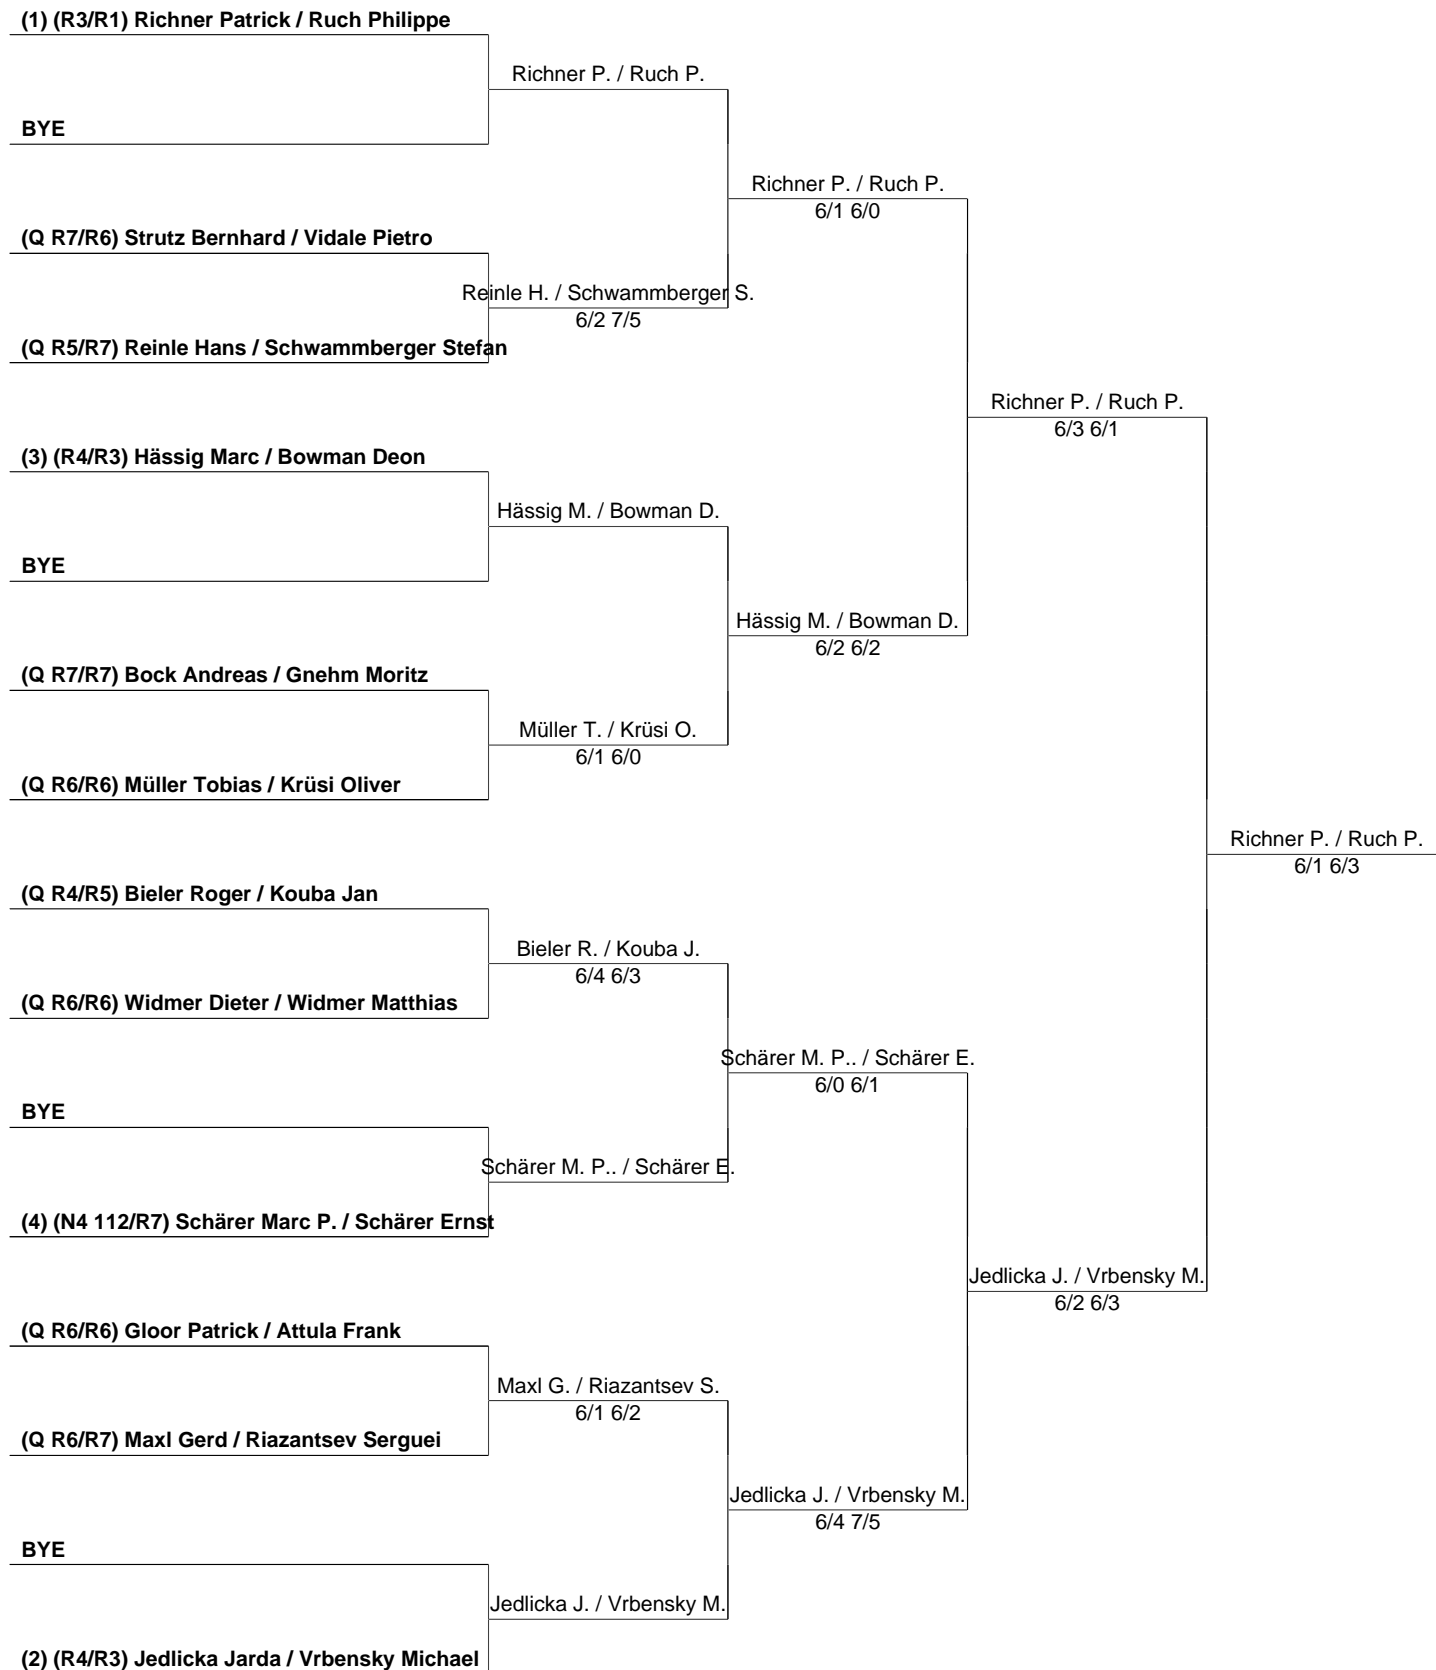 (1) (R3/R1) Richner Patrick / Ruch Philippe
Richner P. / Ruch P.
BYE
Richner P. / Ruch P.
6/1 6/0
(Q R7/R6) Strutz Bernhard / Vidale Pietro
Reinle H. / Schwammberger S.
6/2 7/5
(Q R5/R7) Reinle Hans / Schwammberger Stefan
Richner P. / Ruch P.
6/3 6/1
(3) (R4/R3) Hässig Marc / Bowman Deon
Hässig M. / Bowman D.
BYE
Hässig M. / Bowman D.
6/2 6/2
(Q R7/R7) Bock Andreas / Gnehm Moritz
Müller T. / Krüsi O.
6/1 6/0
(Q R6/R6) Müller Tobias / Krüsi Oliver
Richner P. / Ruch P.
6/1 6/3
(Q R4/R5) Bieler Roger / Kouba Jan
Bieler R. / Kouba J.
6/4 6/3
(Q R6/R6) Widmer Dieter / Widmer Matthias
Schärer M. P.. / Schärer E.
6/0 6/1
BYE
Schärer M. P.. / Schärer E.
(4) (N4 112/R7) Schärer Marc P. / Schärer Ernst
Jedlicka J. / Vrbensky M.
6/2 6/3
(Q R6/R6) Gloor Patrick / Attula Frank
Maxl G. / Riazantsev S.
6/1 6/2
(Q R6/R7) Maxl Gerd / Riazantsev Serguei
Jedlicka J. / Vrbensky M.
6/4 7/5
BYE
Jedlicka J. / Vrbensky M.
(2) (R4/R3) Jedlicka Jarda / Vrbensky Michael